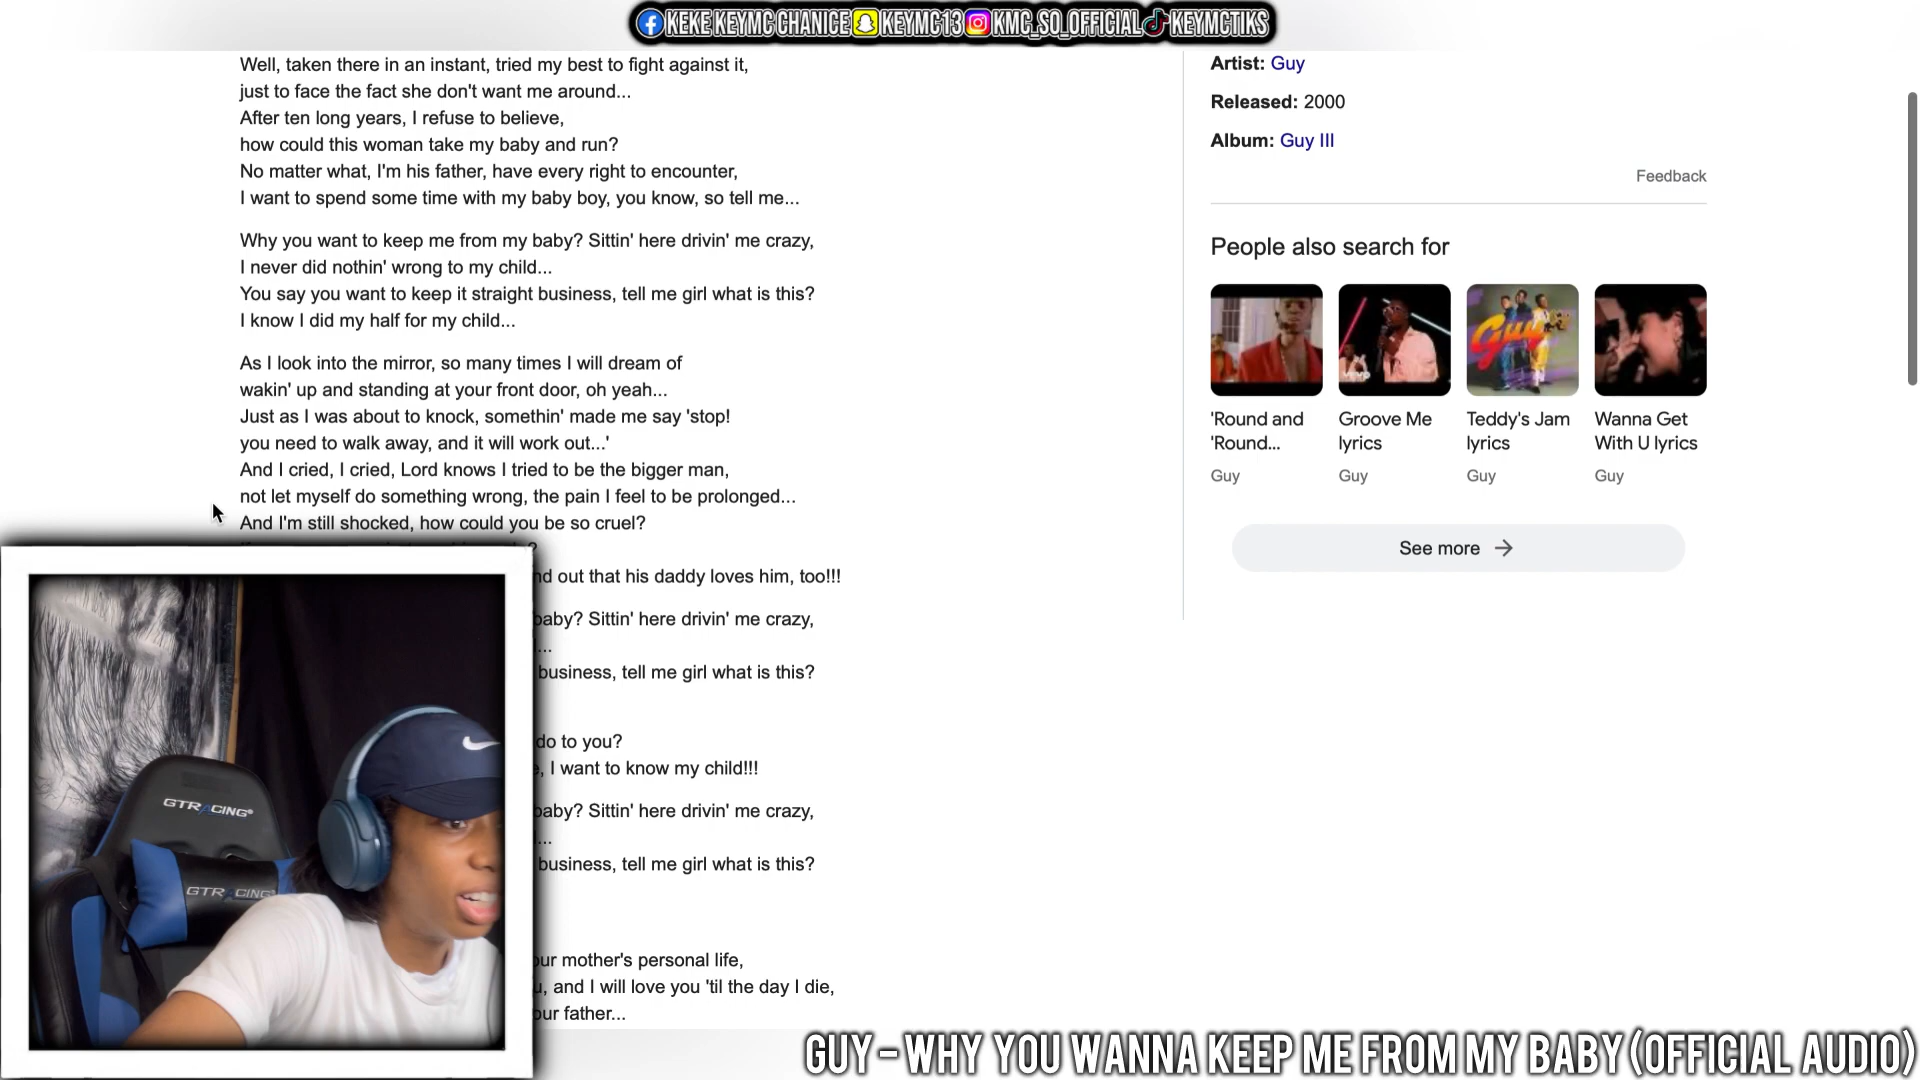 KEKE KEYMC CHANICE KEYMC13 KMC_SO_OFFICIAL KEYMCTIKS
Well, taken there in an instant, tried my best to fight against it,
just to face the fact she don't want me around...
After ten long years, I refuse to believe,
how could this woman take my baby and run?
No matter what, I'm his father, have every right to encounter,
I want to spend some time with my baby boy, you know, so tell me...
Why you want to keep me from my baby? Sittin' here drivin' me crazy,
I never did nothin' wrong to my child...
You say you want to keep it straight business, tell me girl what is this?
I know I did my half for my child...
As I look into the mirror, so many times I will dream of
wakin' up and standing at your front door, oh yeah...
Just as I was about to knock, somethin' made me say 'stop!
you need to walk away, and it will work out...'
And I cried, I cried, Lord knows I tried to be the bigger man,
not let myself do something wrong, the pain I feel to be prolonged...
And I'm still shocked, how could you be so cruel?
nd out that his daddy loves him, too!!!
baby? Sittin' here drivin' me crazy,
...
business, tell me girl what is this?
do to you?
, I want to know my child!!!
baby? Sittin' here drivin' me crazy,
...
business, tell me girl what is this?
our mother's personal life,
u, and I will love you 'til the day I die,
our father...
Artist: Guy
Released: 2000
Album: Guy III
Feedback
People also search for
'Round and
'Round...
Guy
Groove Me
lyrics
Guy
Teddy's Jam
lyrics
Guy
Wanna Get
With U lyrics
Guy
See more
GTRACING
GTRACING
GUY - WHY YOU WANNA KEEP ME FROM MY BABY (OFFICIAL AUDIO)